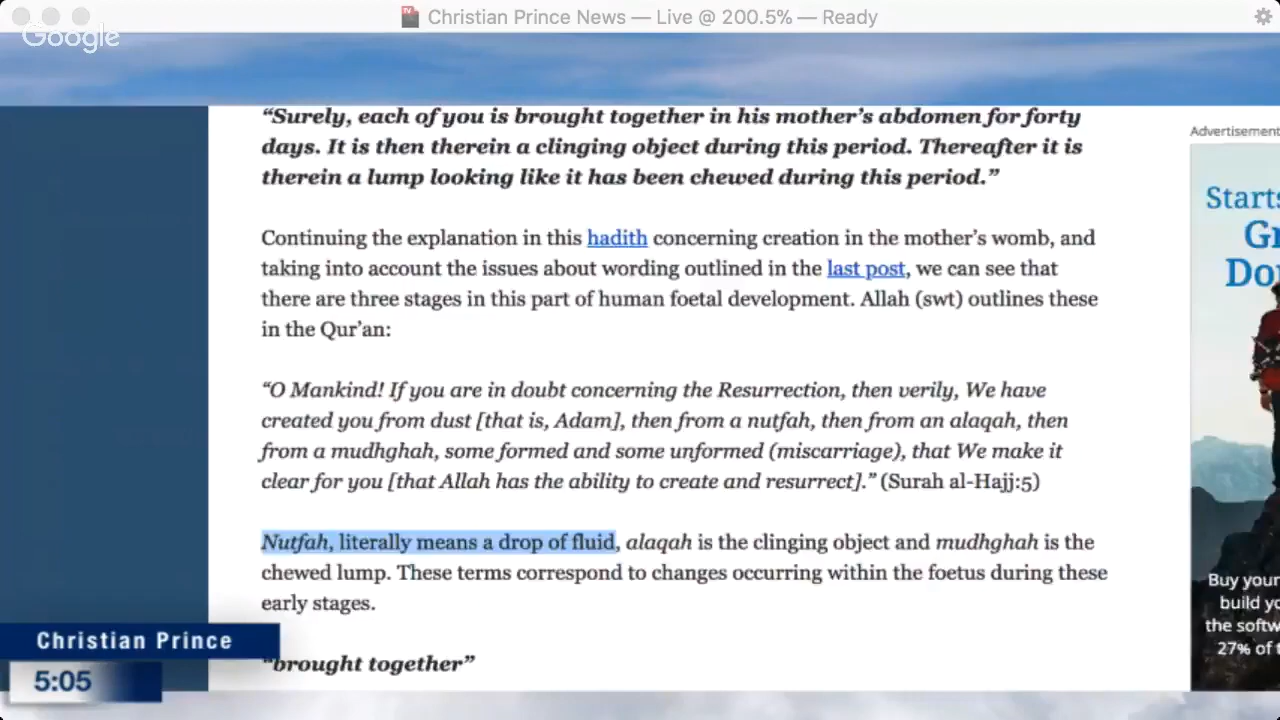 Christian Prince News — Live @ 200.5% — Ready
Google
“Surely, each of you is brought together in his mother’s abdomen for forty
days. It is then therein a clinging object during this period. Thereafter it is
therein a lump looking like it has been chewed during this period.”
Advertisement
Continuing the explanation in this hadith concerning creation in the mother’s womb, and
taking into account the issues about wording outlined in the last post, we can see that
there are three stages in this part of human foetal development. Allah (swt) outlines these
in the Qur’an:
“O Mankind! If you are in doubt concerning the Resurrection, then verily, We have
created you from dust [that is, Adam], then from a nutfah, then from an alaqah, then
from a mudhghah, some formed and some unformed (miscarriage), that We make it
clear for you [that Allah has the ability to create and resurrect].” (Surah al-Hajj:5)
Nutfah, literally means a drop of fluid, alaqah is the clinging object and mudhghah is the
chewed lump. These terms correspond to changes occurring within the foetus during these
early stages.
“brought together”
Starts
Buy your
build
the
27% of
Christian Prince
5:05